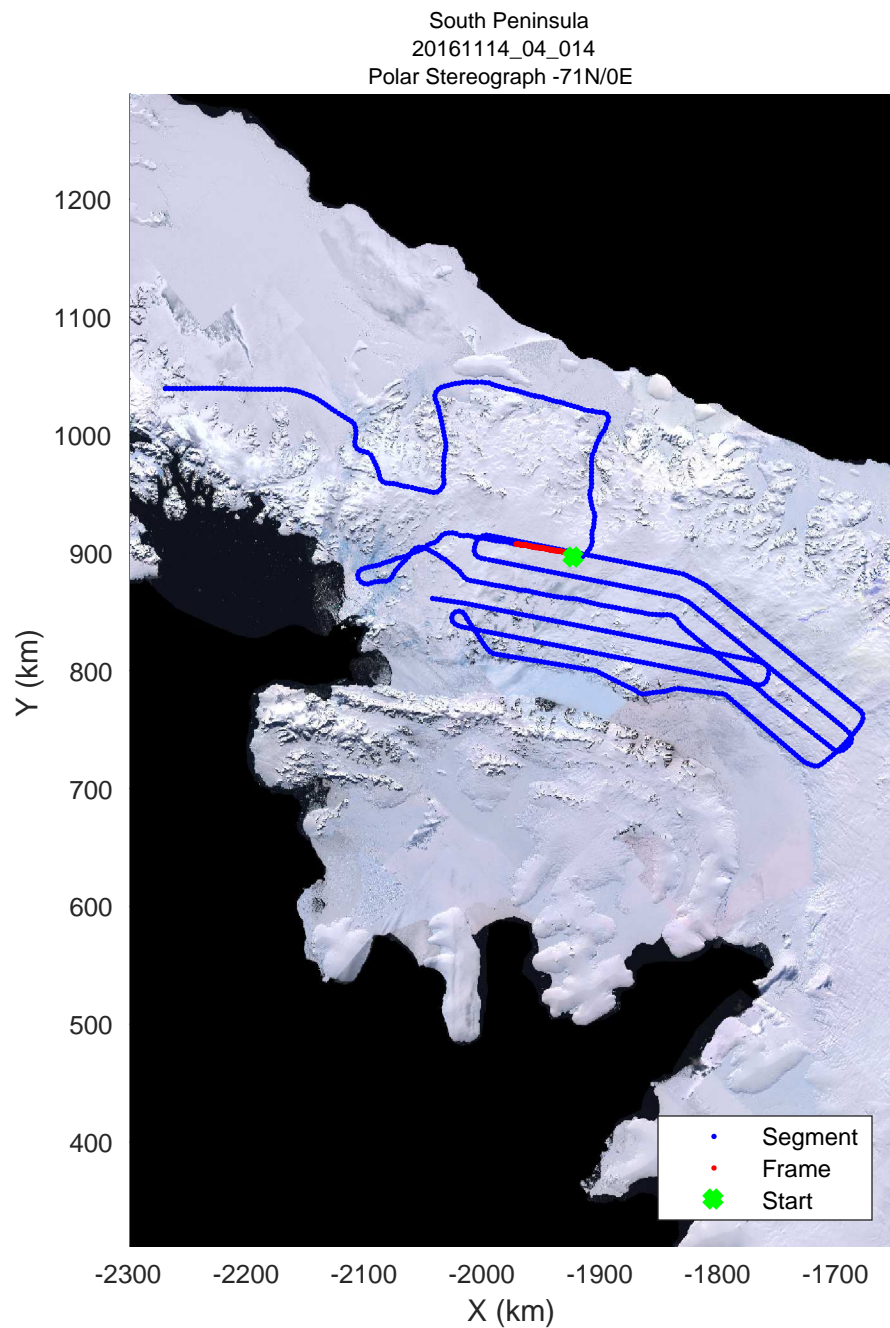 South Peninsula
20161114_04_014
Polar Stereograph -71N/0E
1200
1100
1000
900
800
700
600
500
400
Y (km)
Segment
Frame
Start
-2300 -2200 -2100 -2000 -1900 -1800 -1700
X (km)